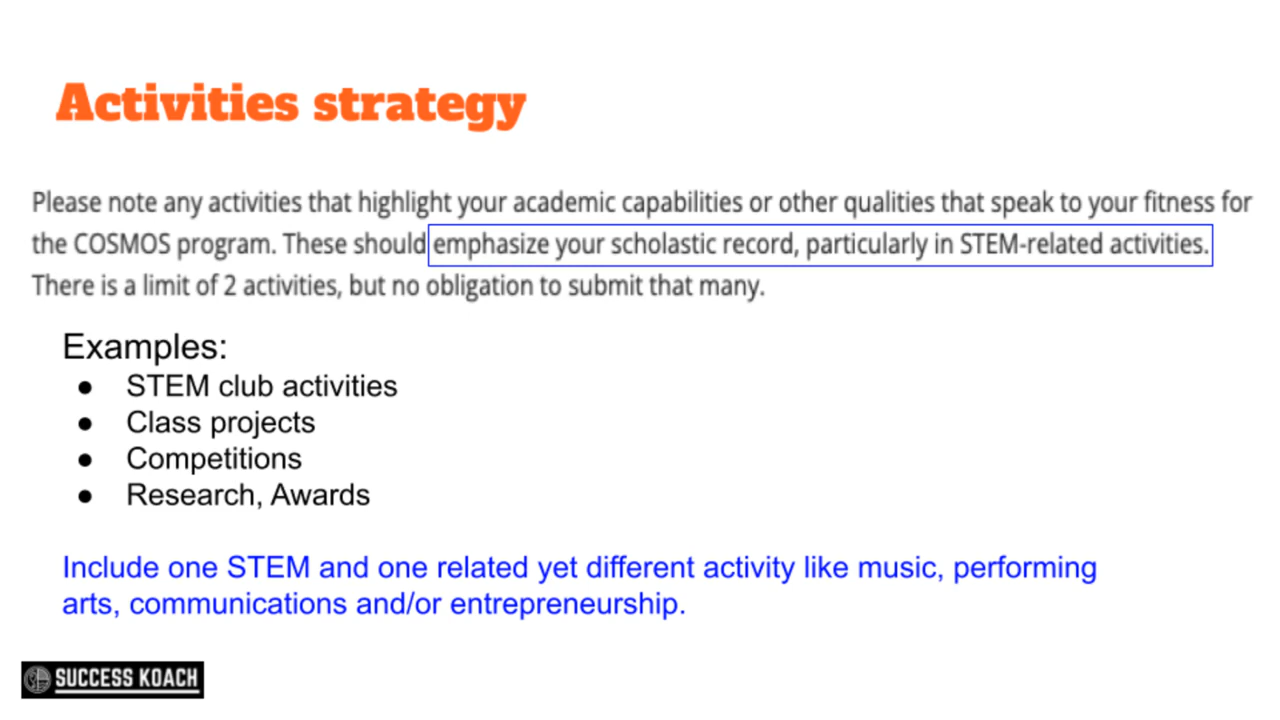 Activities strategy
Please note any activities that highlight your academic capabilities or other qualities that speak to your fitness for
the COSMOS program. These should emphasize your scholastic record, particularly in STEM-related activities.
There is a limit of 2 activities, but no obligation to submit that many.
Examples:
● STEM club activities
● Class projects
● Competitions
● Research, Awards
Include one STEM and one related yet different activity like music, performing
arts, communications and/or entrepreneurship.
SUCCESS KOACH